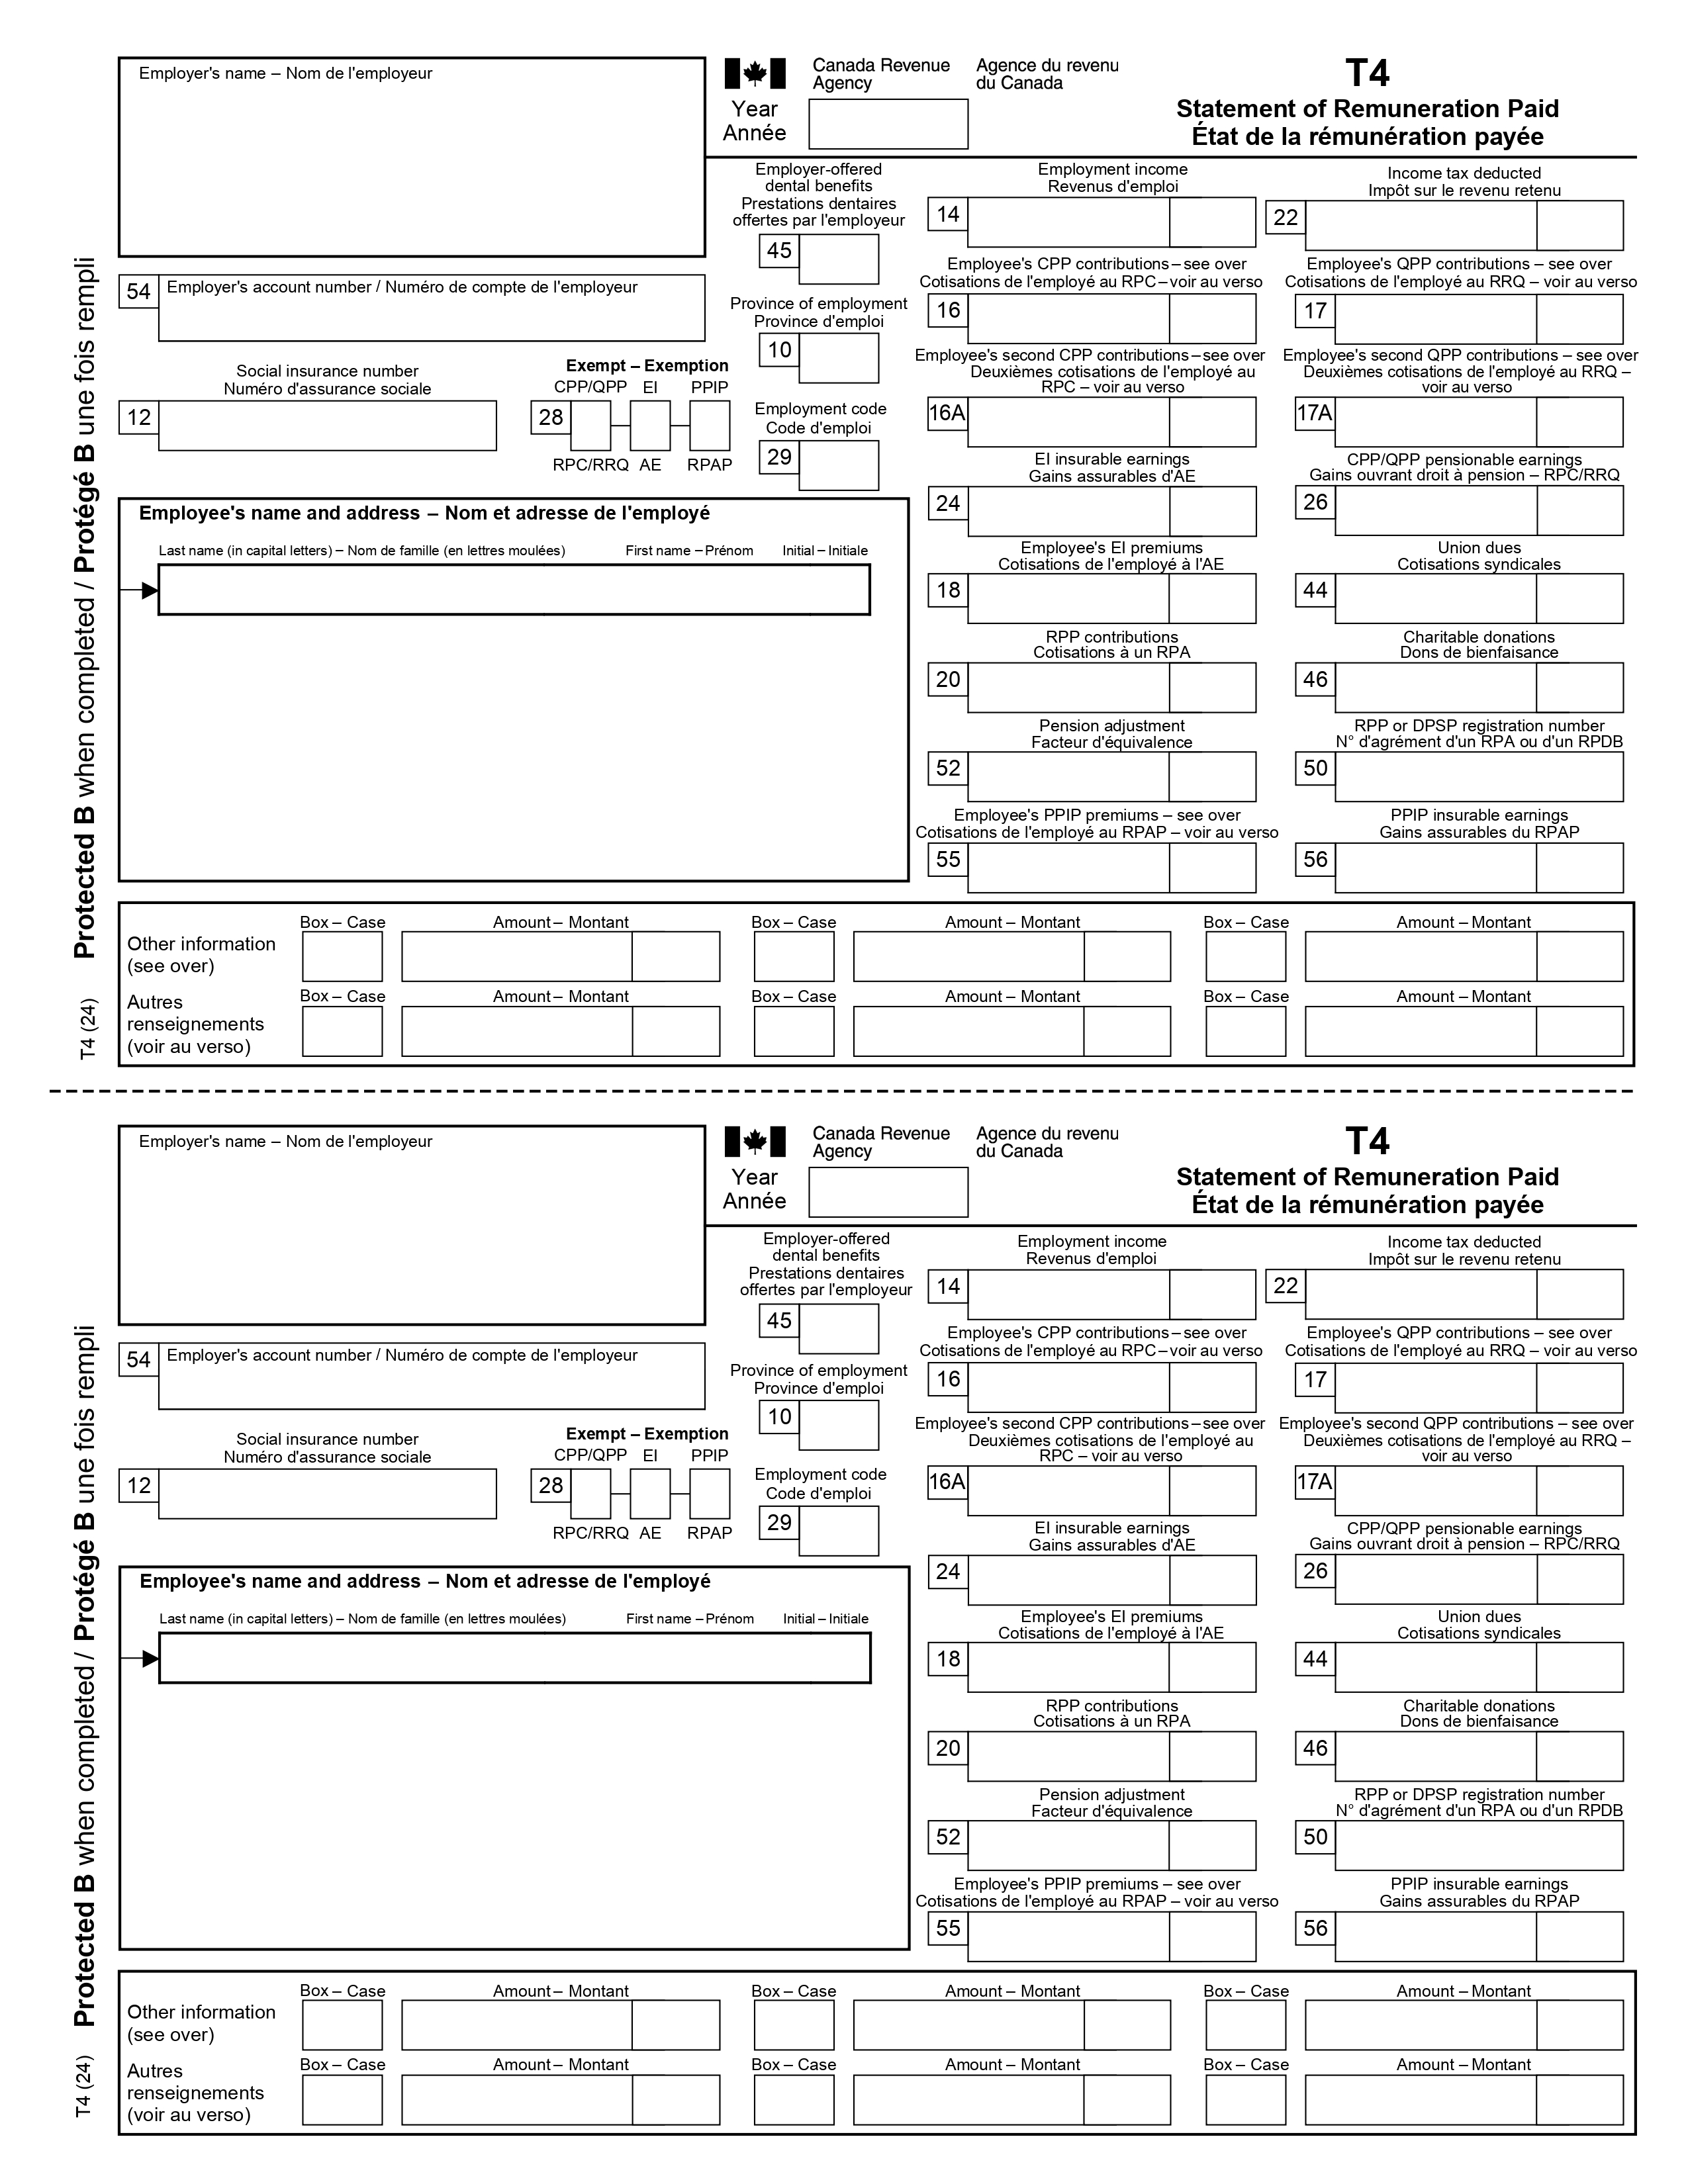 Employer's name – Nom de l'employeur
Canada Revenue Agency
Agence du revenu du Canada
Year
Année
T4
Statement of Remuneration Paid
État de la rémunération payée
Employer-offered
dental benefits
Prestations dentaires
offertes par l'employeur
45
Employment income
Revenus d'emploi
14
Income tax deducted
Impôt sur le revenu retenu
22
54
Employer's account number / Numéro de compte de l'employeur
Province of employment
Province d'emploi
10
Employee's CPP contributions – see over
Cotisations de l'employé au RPC – voir au verso
16
Employee's QPP contributions – see over
Cotisations de l'employé au RRQ – voir au verso
17
Social insurance number
Numéro d'assurance sociale
12
Exempt – Exemption
CPP/QPP EI PPIP
28
RPC/RRQ AE RPAP
Employment code
Code d'emploi
29
Employee's second CPP contributions – see over
Deuxièmes cotisations de l'employé au
RPC – voir au verso
16A
Employee's second QPP contributions – see over
Deuxièmes cotisations de l'employé au RRQ –
voir au verso
17A
EI insurable earnings
Gains assurables d'AE
24
CPP/QPP pensionable earnings
Gains ouvrant droit à pension – RPC/RRQ
26
Employee's name and address – Nom et adresse de l'employé
Last name (in capital letters) – Nom de famille (en lettres moulées) First name – Prénom Initial – Initiale
Employee's EI premiums
Cotisations de l'employé à l'AE
18
Union dues
Cotisations syndicales
44
RPP contributions
Cotisations à un RPA
20
Charitable donations
Dons de bienfaisance
46
Pension adjustment
Facteur d'équivalence
52
RPP or DPSP registration number
N° d'agrément d'un RPA ou d'un RPDB
50
Employee's PPIP premiums – see over
Cotisations de l'employé au RPAP – voir au verso
55
PPIP insurable earnings
Gains assurables du RPAP
56
Box – Case Amount – Montant Box – Case Amount – Montant Box – Case Amount – Montant
Other information
(see over)
Box – Case Amount – Montant Box – Case Amount – Montant Box – Case Amount – Montant
Autres
renseignements
(voir au verso)
T4 (24)
Protected B when completed / Protégé B une fois rempli
Employer's name – Nom de l'employeur
Canada Revenue Agency
Agence du revenu du Canada
Year
Année
T4
Statement of Remuneration Paid
État de la rémunération payée
Employer-offered
dental benefits
Prestations dentaires
offertes par l'employeur
45
Employment income
Revenus d'emploi
14
Income tax deducted
Impôt sur le revenu retenu
22
54
Employer's account number / Numéro de compte de l'employeur
Province of employment
Province d'emploi
10
Employee's CPP contributions – see over
Cotisations de l'employé au RPC – voir au verso
16
Employee's QPP contributions – see over
Cotisations de l'employé au RRQ – voir au verso
17
Social insurance number
Numéro d'assurance sociale
12
Exempt – Exemption
CPP/QPP EI PPIP
28
RPC/RRQ AE RPAP
Employment code
Code d'emploi
29
Employee's second CPP contributions – see over
Deuxièmes cotisations de l'employé au
RPC – voir au verso
16A
Employee's second QPP contributions – see over
Deuxièmes cotisations de l'employé au RRQ –
voir au verso
17A
EI insurable earnings
Gains assurables d'AE
24
CPP/QPP pensionable earnings
Gains ouvrant droit à pension – RPC/RRQ
26
Employee's name and address – Nom et adresse de l'employé
Last name (in capital letters) – Nom de famille (en lettres moulées) First name – Prénom Initial – Initiale
Employee's EI premiums
Cotisations de l'employé à l'AE
18
Union dues
Cotisations syndicales
44
RPP contributions
Cotisations à un RPA
20
Charitable donations
Dons de bienfaisance
46
Pension adjustment
Facteur d'équivalence
52
RPP or DPSP registration number
N° d'agrément d'un RPA ou d'un RPDB
50
Employee's PPIP premiums – see over
Cotisations de l'employé au RPAP – voir au verso
55
PPIP insurable earnings
Gains assurables du RPAP
56
Box – Case Amount – Montant Box – Case Amount – Montant Box – Case Amount – Montant
Other information
(see over)
Box – Case Amount – Montant Box – Case Amount – Montant Box – Case Amount – Montant
Autres
renseignements
(voir au verso)
T4 (24)
Protected B when completed / Protégé B une fois rempli